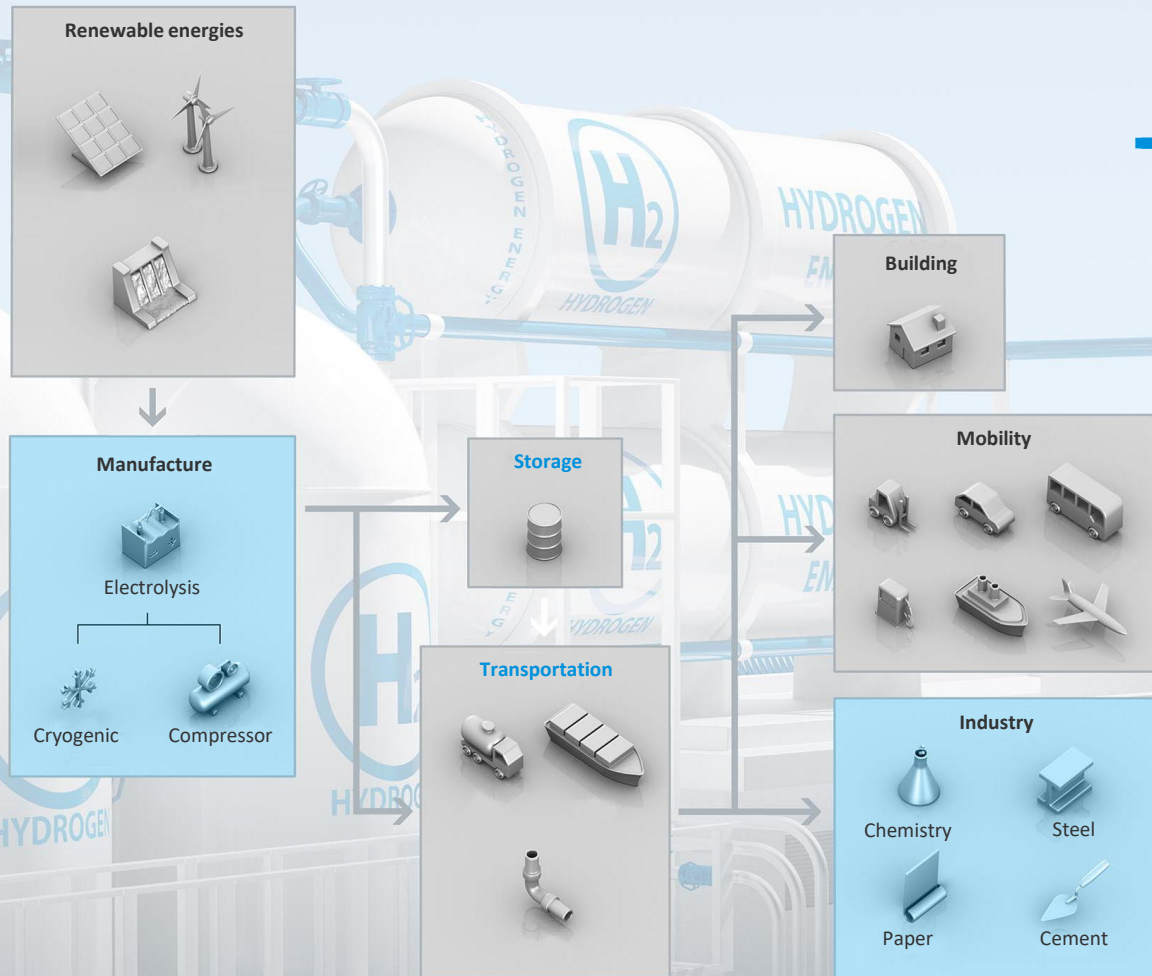 Renewable energies
HYDROGEN ENERGY
H2
HYDROGEN
HYDROGEN
Building
Manufacture
Electrolysis
Cryogenic
Compressor
Storage
HYDROGEN
Mobility
Transportation
Industry
Chemistry
Steel
Paper
Cement